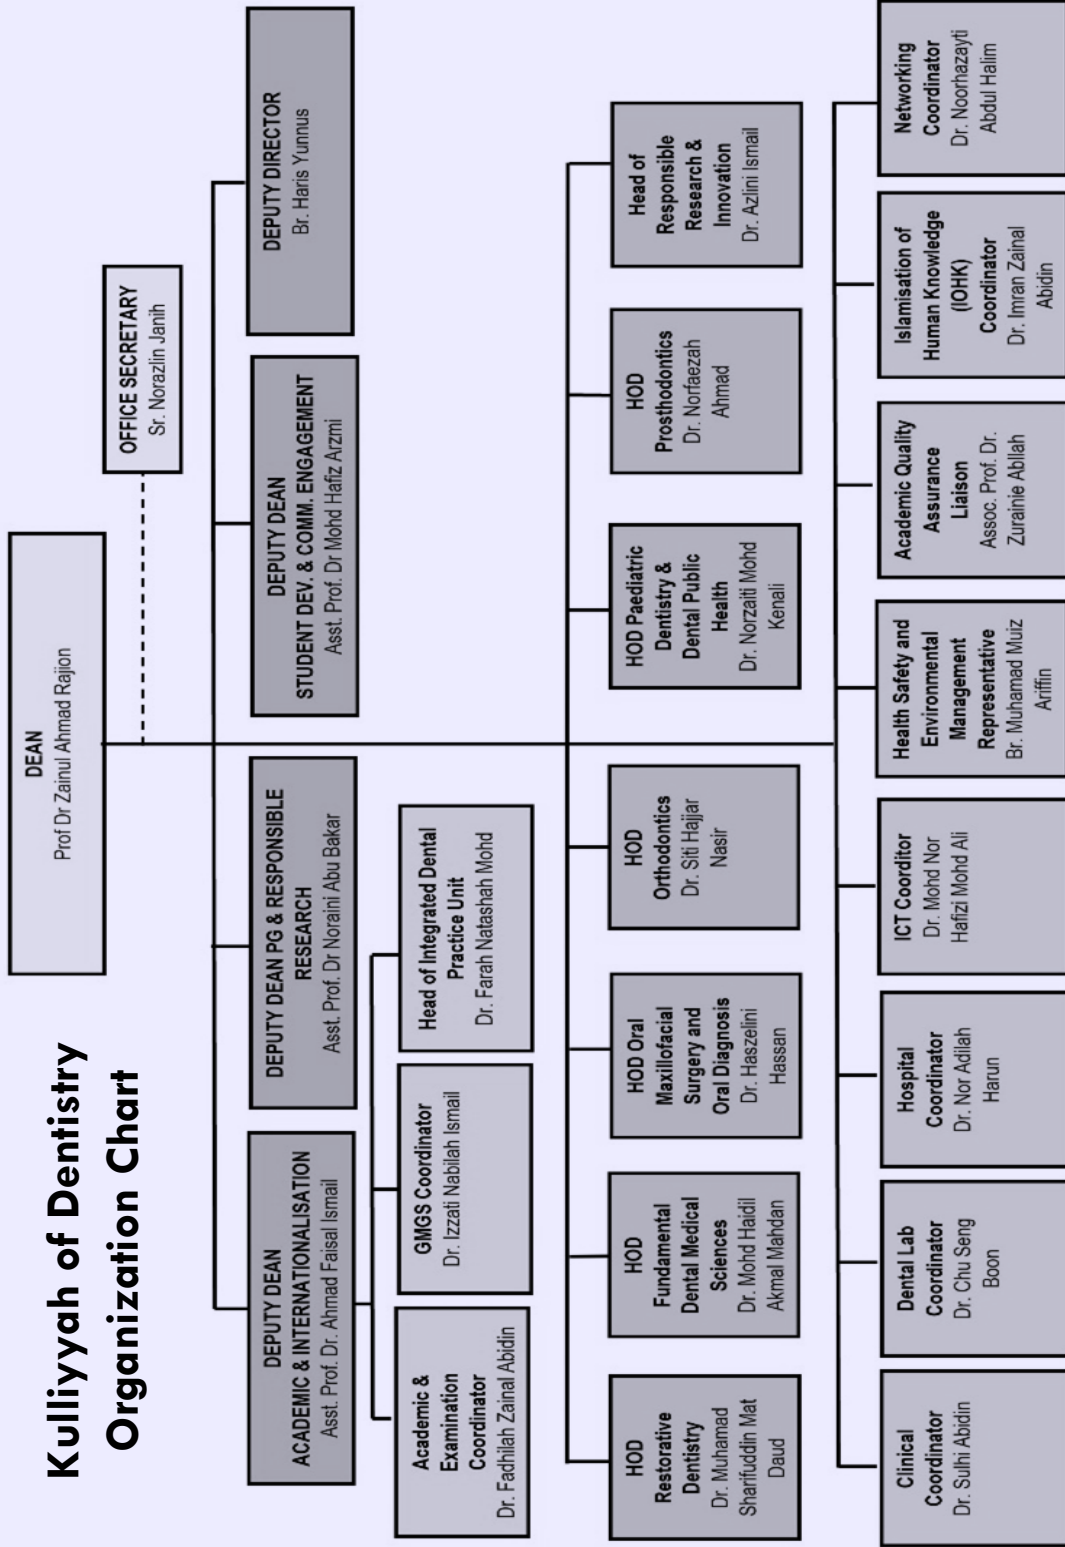 Kulliyyah of Dentistry
Organization Chart
DEAN
Prof Dr Zainul Ahmad Rajion
OFFICE SECRETARY
Sr. Norazlin Janih
DEPUTY DEAN
ACADEMIC & INTERNATIONALISATION
Asst. Prof. Dr. Ahmad Faisal Ismail
DEPUTY DEAN PG & RESPONSIBLE
RESEARCH
Asst. Prof. Dr Noraini Abu Bakar
DEPUTY DEAN
STUDENT DEV. & COMM. ENGAGEMENT
Asst. Prof. Dr Mohd Hafiz Arzmi
DEPUTY DIRECTOR
Br. Haris Yunnus
Academic &
Examination
Coordinator
Dr. Fadhilah Zainal Abidin
GMGS Coordinator
Dr. Izzati Nabilah Ismail
Head of Integrated Dental
Practice Unit
Dr. Farah Natashah Mohd
HOD
Restorative
Dentistry
Dr. Muhamad
Sharifuddin Mat
Daud
HOD
Fundamental
Dental Medical
Sciences
Dr. Mohd Haidil
Akmal Mahdan
HOD Oral
Maxillofacial
Surgery and
Oral Diagnosis
Dr. Haszelini
Hassan
HOD
Orthodontics
Dr. Siti Hajjar
Nasir
HOD Paediatric
Dentistry &
Dental Public
Health
Dr. Norzaiti Mohd
Kenali
HOD
Prosthodontics
Dr. Norfaezah
Ahmad
Head of
Responsible
Research &
Innovation
Dr. Azlini Ismail
Clinical
Coordinator
Dr. Sulhi Abidin
Dental Lab
Coordinator
Dr. Chu Seng
Boon
Hospital
Coordinator
Dr. Nor Adilah
Harun
ICT Coorditor
Dr. Mohd Nor
Hafizi Mohd Ali
Health Safety and
Environmental
Management
Representative
Br. Muhamad Muiz
Ariffin
Academic Quality
Assurance
Liaison
Assoc. Prof. Dr.
Zurainie Abllah
Islamisation of
Human Knowledge
(IOHK)
Coordinator
Dr. Imran Zainal
Abidin
Networking
Coordinator
Dr. Noorhazayti
Abdul Halim